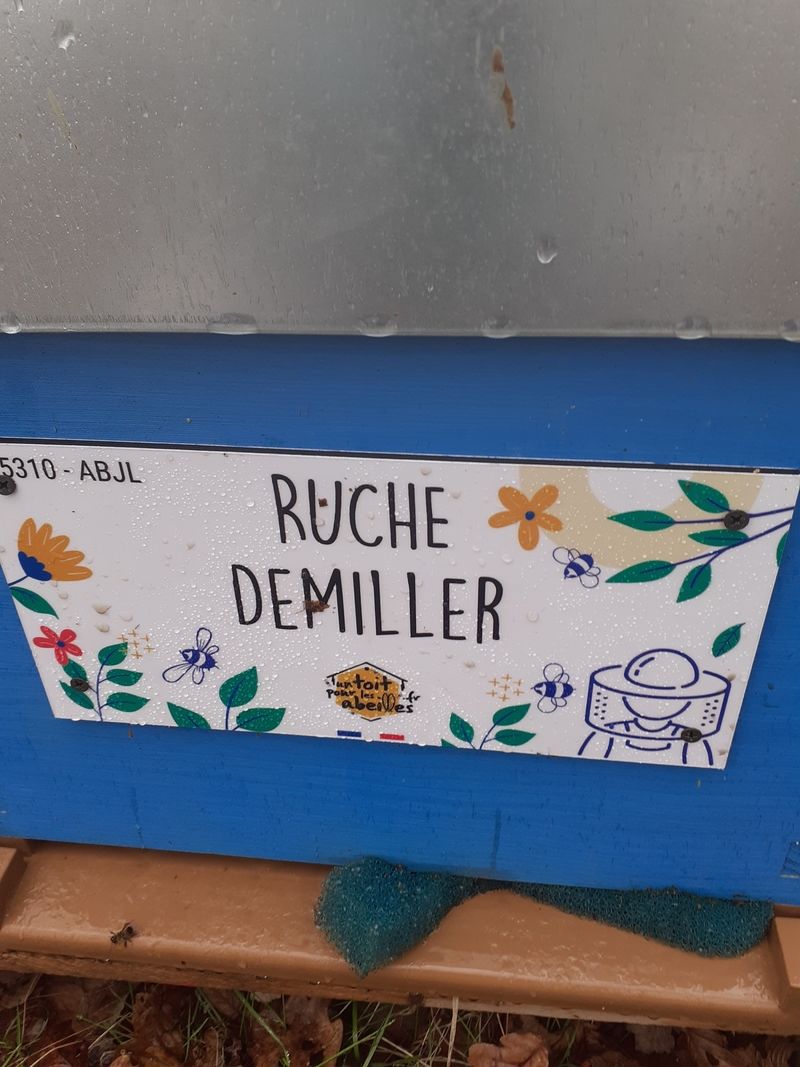 5310 - ABJL
RUCHE
DEMILLER
un toit
pour les
abeilles
.fr